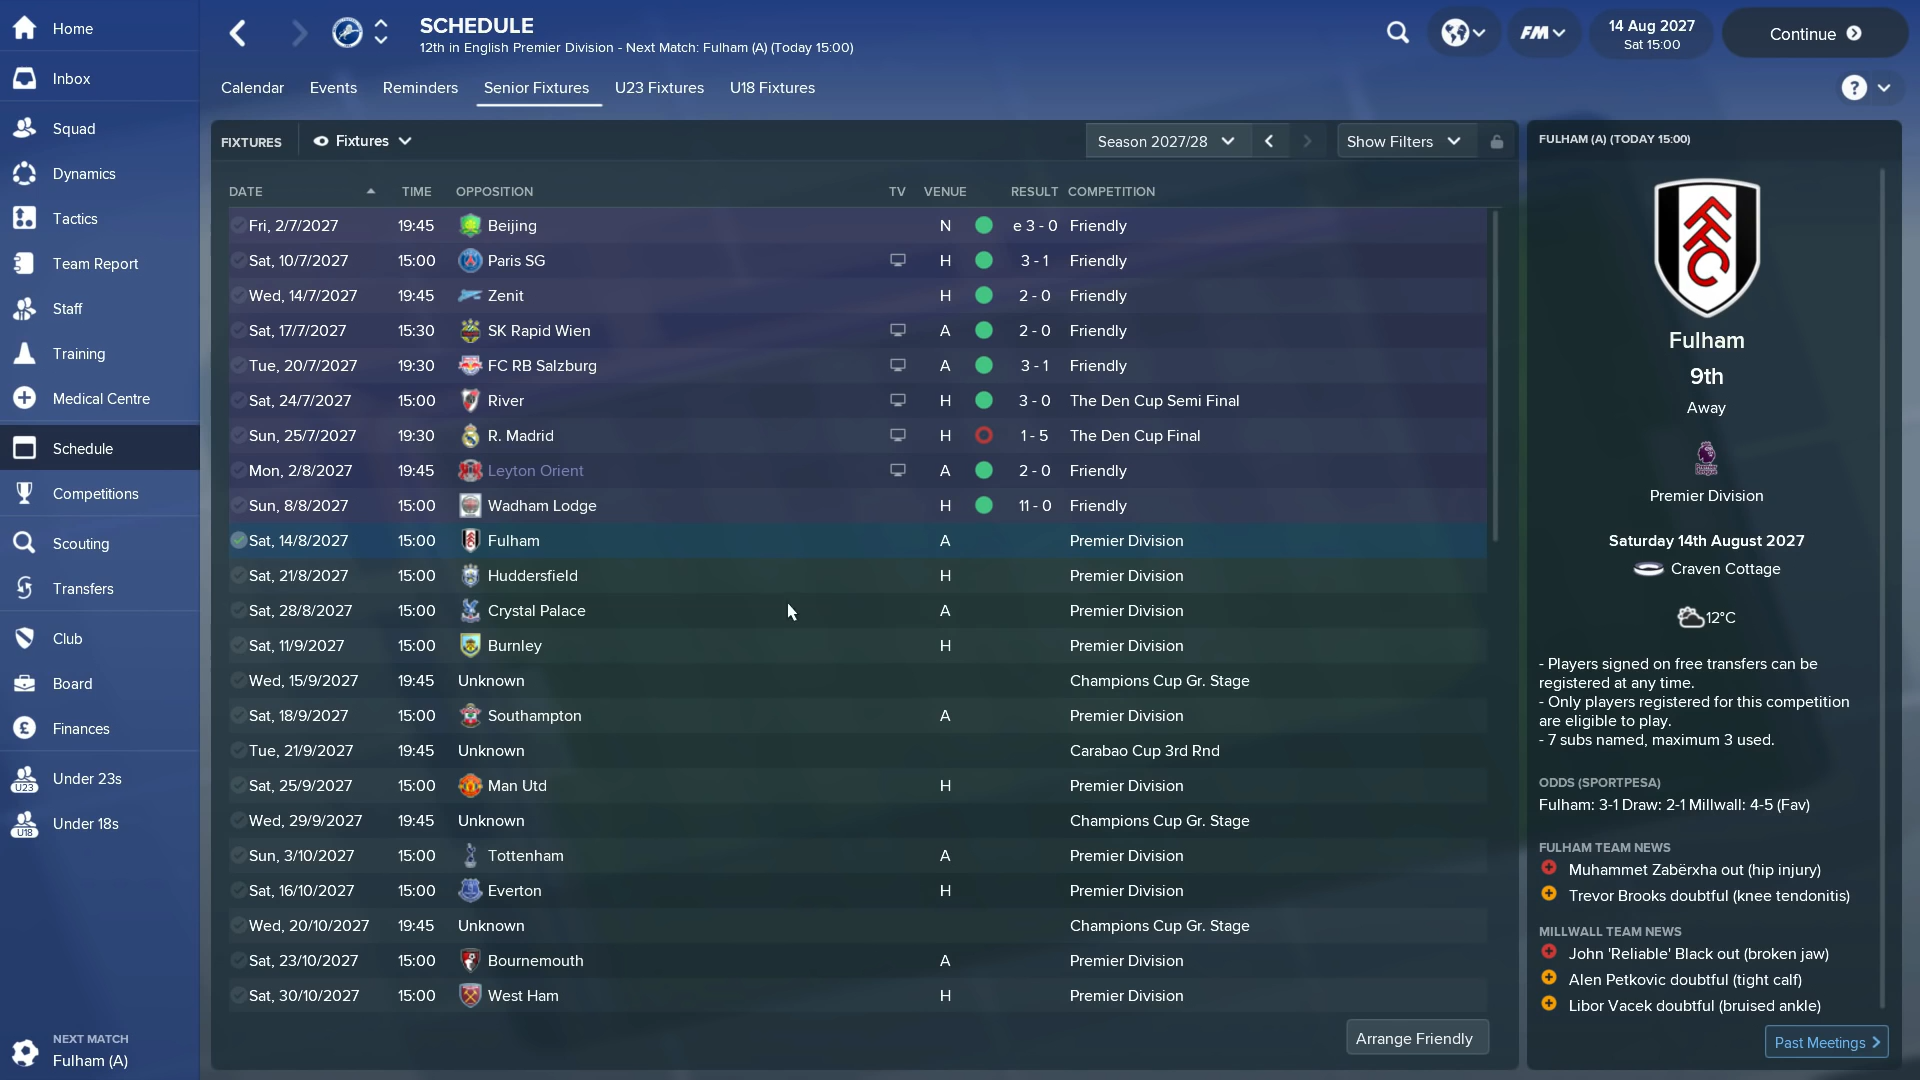 Home
Inbox
Squad
Dynamics
Tactics
Team Report
Staff
Training
Medical Centre
Schedule
Competitions
Scouting
Transfers
Club
Board
Finances
U23 Under 23s
U18 Under 18s
NEXT MATCH
Fulham (A)
SCHEDULE
12th in English Premier Division - Next Match: Fulham (A) (Today 15:00)
FM
14 Aug 2027
Sat 15:00
Continue
Calendar Events Reminders Senior Fixtures U23 Fixtures U18 Fixtures
?
FIXTURES Fixtures Season 2027/28 Show Filters
DATE TIME OPPOSITION TV VENUE RESULT COMPETITION
Fri, 2/7/2027 19:45 Beijing N e 3 - 0 Friendly
Sat, 10/7/2027 15:00 Paris SG H 3 - 1 Friendly
Wed, 14/7/2027 19:45 Zenit H 2 - 0 Friendly
Sat, 17/7/2027 15:30 SK Rapid Wien A 2 - 0 Friendly
Tue, 20/7/2027 19:30 FC RB Salzburg A 3 - 1 Friendly
Sat, 24/7/2027 15:00 River H 3 - 0 The Den Cup Semi Final
Sun, 25/7/2027 19:30 R. Madrid H 1 - 5 The Den Cup Final
Mon, 2/8/2027 19:45 Leyton Orient A 2 - 0 Friendly
Sun, 8/8/2027 15:00 Wadham Lodge H 11 - 0 Friendly
Sat, 14/8/2027 15:00 Fulham A Premier Division
Sat, 21/8/2027 15:00 Huddersfield H Premier Division
Sat, 28/8/2027 15:00 Crystal Palace A Premier Division
Sat, 11/9/2027 15:00 Burnley H Premier Division
Wed, 15/9/2027 19:45 Unknown Champions Cup Gr. Stage
Sat, 18/9/2027 15:00 Southampton A Premier Division
Tue, 21/9/2027 19:45 Unknown Carabao Cup 3rd Rnd
Sat, 25/9/2027 15:00 Man Utd H Premier Division
Wed, 29/9/2027 19:45 Unknown Champions Cup Gr. Stage
Sun, 3/10/2027 15:00 Tottenham A Premier Division
Sat, 16/10/2027 15:00 Everton H Premier Division
Wed, 20/10/2027 19:45 Unknown Champions Cup Gr. Stage
Sat, 23/10/2027 15:00 Bournemouth A Premier Division
Sat, 30/10/2027 15:00 West Ham H Premier Division
Arrange Friendly
FULHAM (A) (TODAY 15:00)
FFC
Fulham
9th
Away
Premier Division
Saturday 14th August 2027
Craven Cottage
12°C
- Players signed on free transfers can be
registered at any time.
- Only players registered for this competition
are eligible to play.
- 7 subs named, maximum 3 used.
ODDS (SPORTPESA)
Fulham: 3-1 Draw: 2-1 Millwall: 4-5 (Fav)
FULHAM TEAM NEWS
Muhammet Zabërxha out (hip injury)
Trevor Brooks doubtful (knee tendonitis)
MILLWALL TEAM NEWS
John 'Reliable' Black out (broken jaw)
Alen Petkovic doubtful (tight calf)
Libor Vacek doubtful (bruised ankle)
Past Meetings